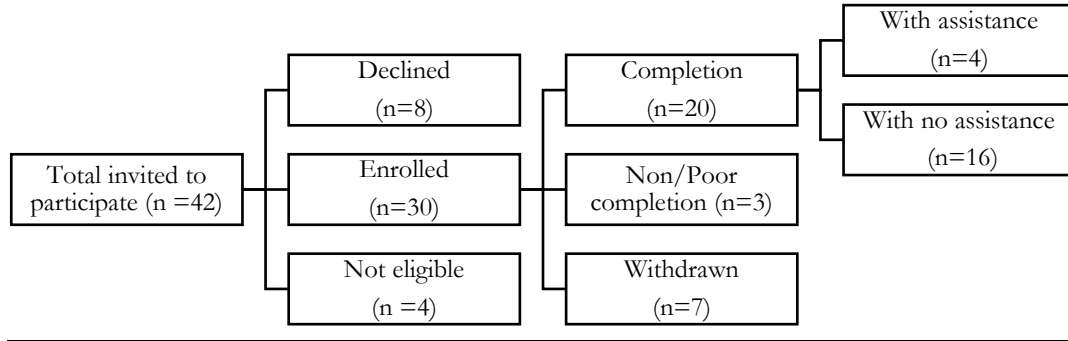 Total invited to
participate (n =42)
Declined
(n=8)
Enrolled
(n=30)
Not eligible
(n =4)
Completion
(n=20)
Non/Poor
completion (n=3)
Withdrawn
(n=7)
With assistance
(n=4)
With no assistance
(n=16)